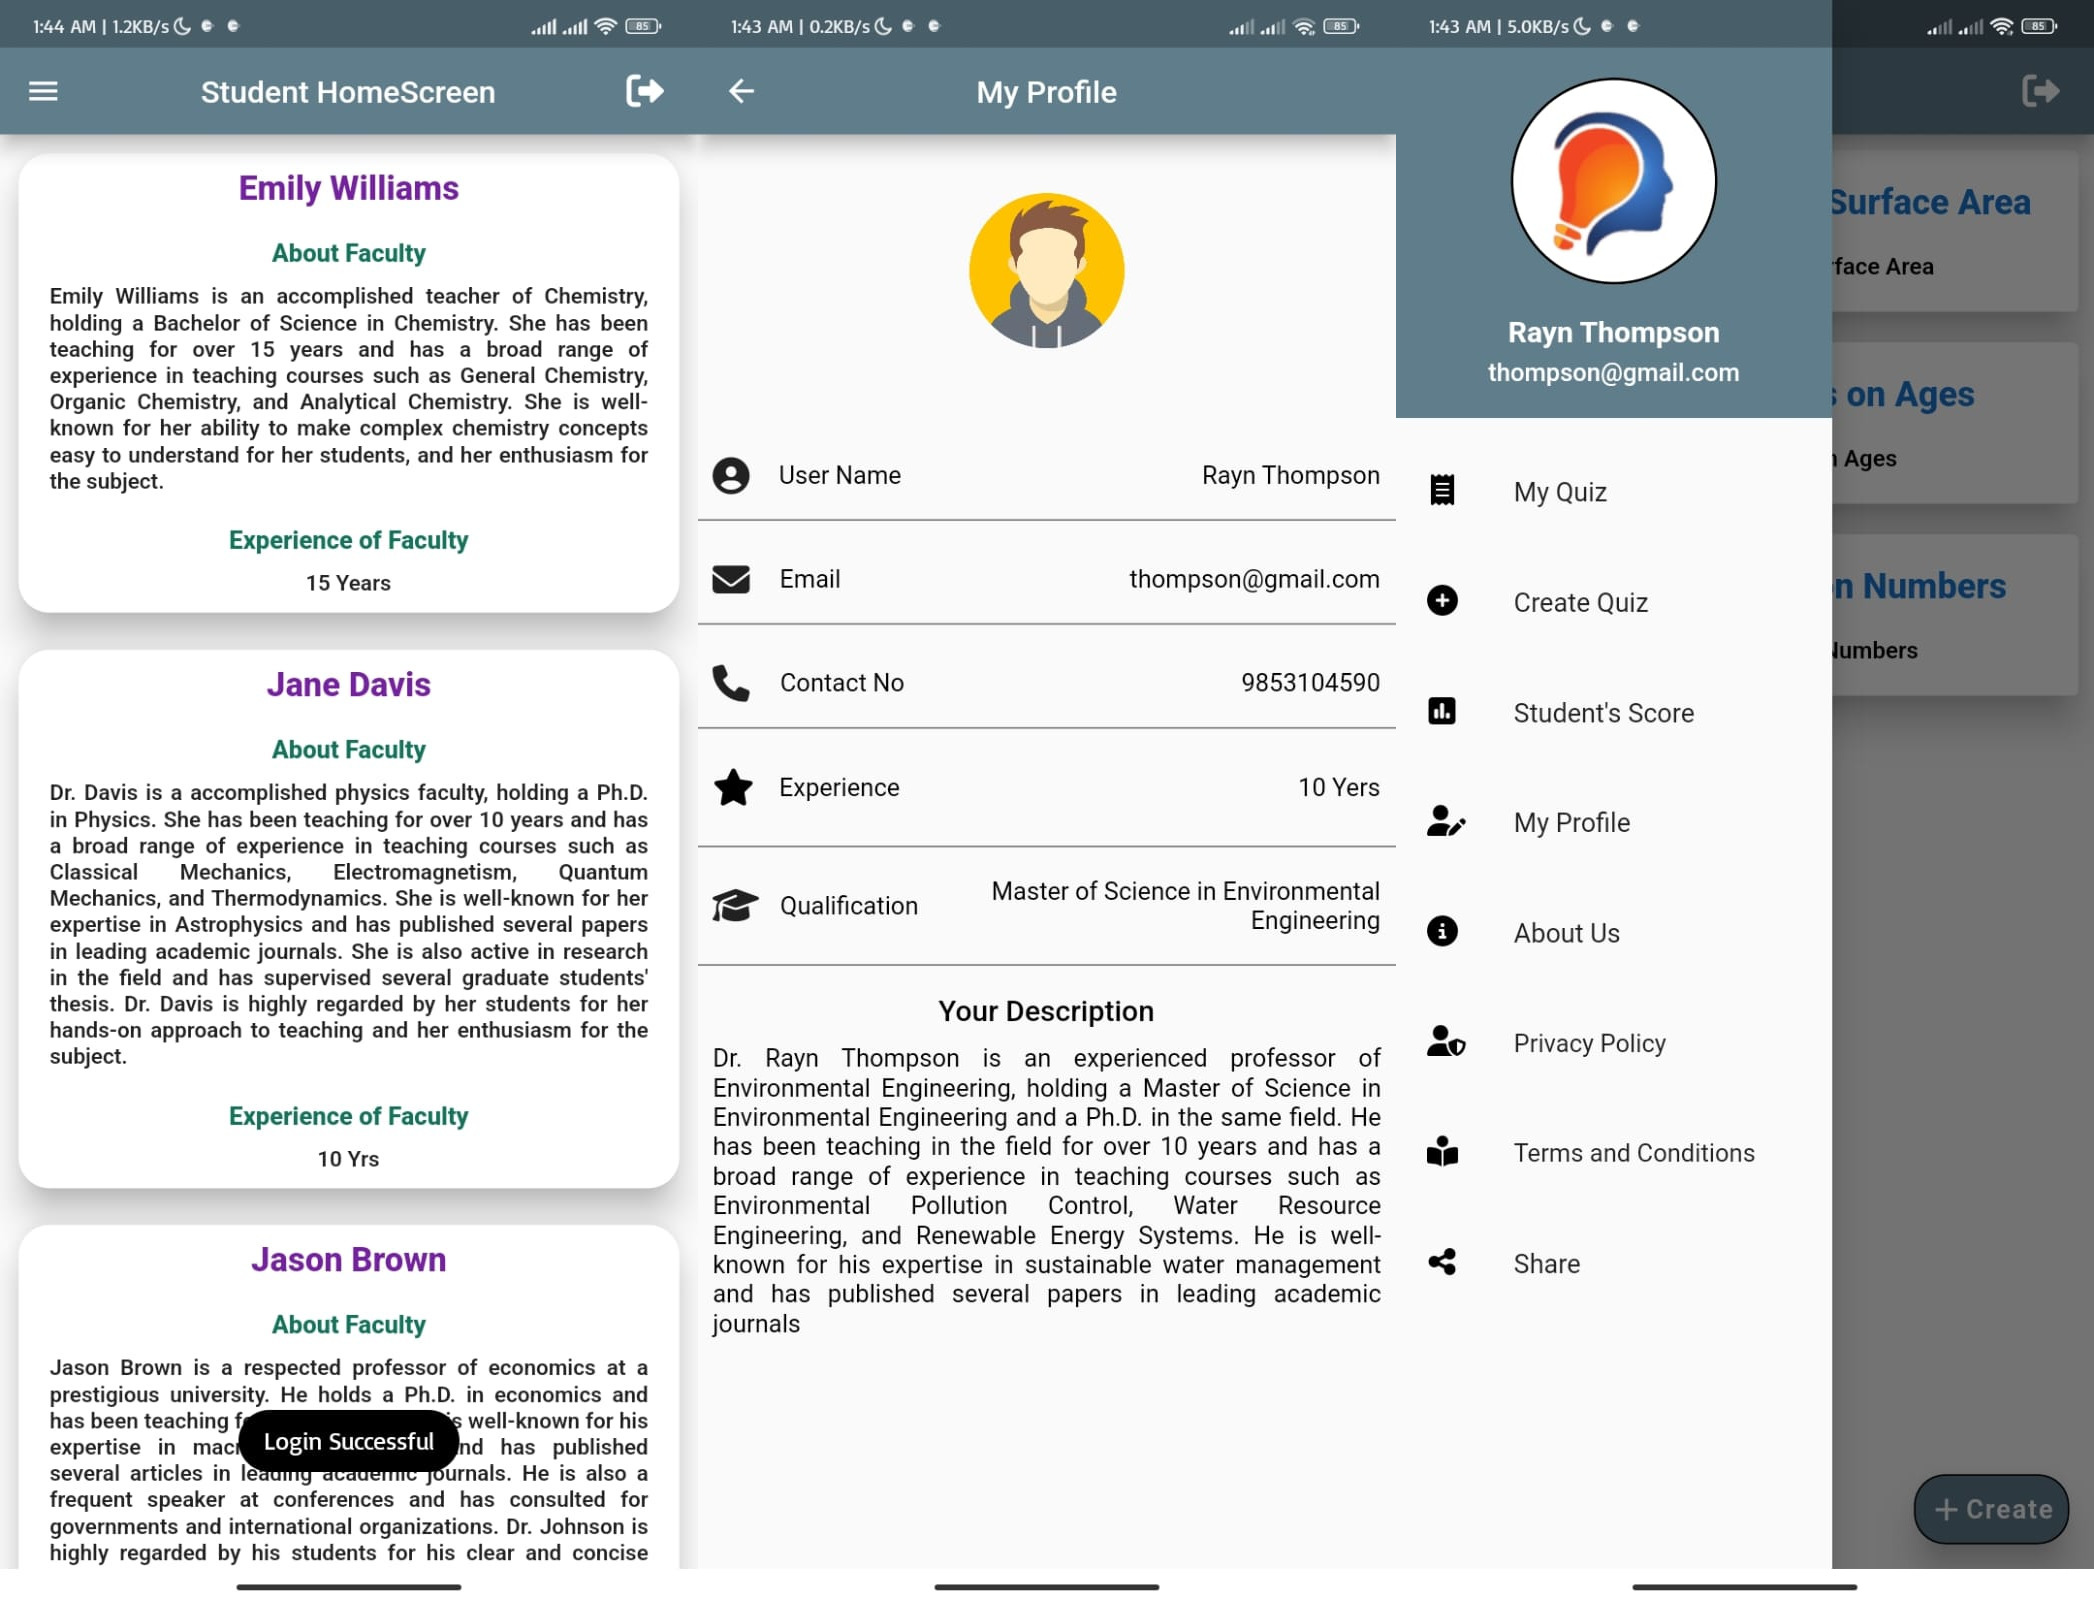 1:44 AM | 1.2KB/s
85
Student HomeScreen
Emily Williams
About Faculty
Emily Williams is an accomplished teacher of Chemistry,
holding a Bachelor of Science in Chemistry. She has been
teaching for over 15 years and has a broad range of
experience in teaching courses such as General Chemistry,
Organic Chemistry, and Analytical Chemistry. She is well-
known for her ability to make complex chemistry concepts
easy to understand for her students, and her enthusiasm for
the subject.
Experience of Faculty
15 Years
Jane Davis
About Faculty
Dr. Davis is a accomplished physics faculty, holding a Ph.D.
in Physics. She has been teaching for over 10 years and has
a broad range of experience in teaching courses such as
Classical Mechanics, Electromagnetism, Quantum
Mechanics, and Thermodynamics. She is well-known for her
expertise in Astrophysics and has published several papers
in leading academic journals. She is also active in research
in the field and has supervised several graduate students'
thesis. Dr. Davis is highly regarded by her students for her
hands-on approach to teaching and her enthusiasm for the
subject.
Experience of Faculty
10 Yrs
Jason Brown
About Faculty
Jason Brown is a respected professor of economics at a
prestigious university. He holds a Ph.D. in economics and
has been teaching well-known for his
expertise in has published
several articles in leading academic journals. He is also a
frequent speaker at conferences and has consulted for
governments and international organizations. Dr. Johnson is
highly regarded by his students for his clear and concise
Login Successful
1:43 AM | 0.2KB/s
85
My Profile
User Name Rayn Thompson
Email thompson@gmail.com
Contact No 9853104590
Experience 10 Yers
Qualification Master of Science in Environmental
Engineering
Your Description
Dr. Rayn Thompson is an experienced professor of
Environmental Engineering, holding a Master of Science in
Environmental Engineering and a Ph.D. in the same field. He
has been teaching in the field for over 10 years and has a
broad range of experience in teaching courses such as
Environmental Pollution Control, Water Resource
Engineering, and Renewable Energy Systems. He is well-
known for his expertise in sustainable water management
and has published several papers in leading academic
journals
1:43 AM | 5.0KB/s
85
Rayn Thompson
thompson@gmail.com
My Quiz
Create Quiz
Student's Score
My Profile
About Us
Privacy Policy
Terms and Conditions
Share
Surface Area
face Area
on Ages
Ages
n Numbers
Numbers
+ Create